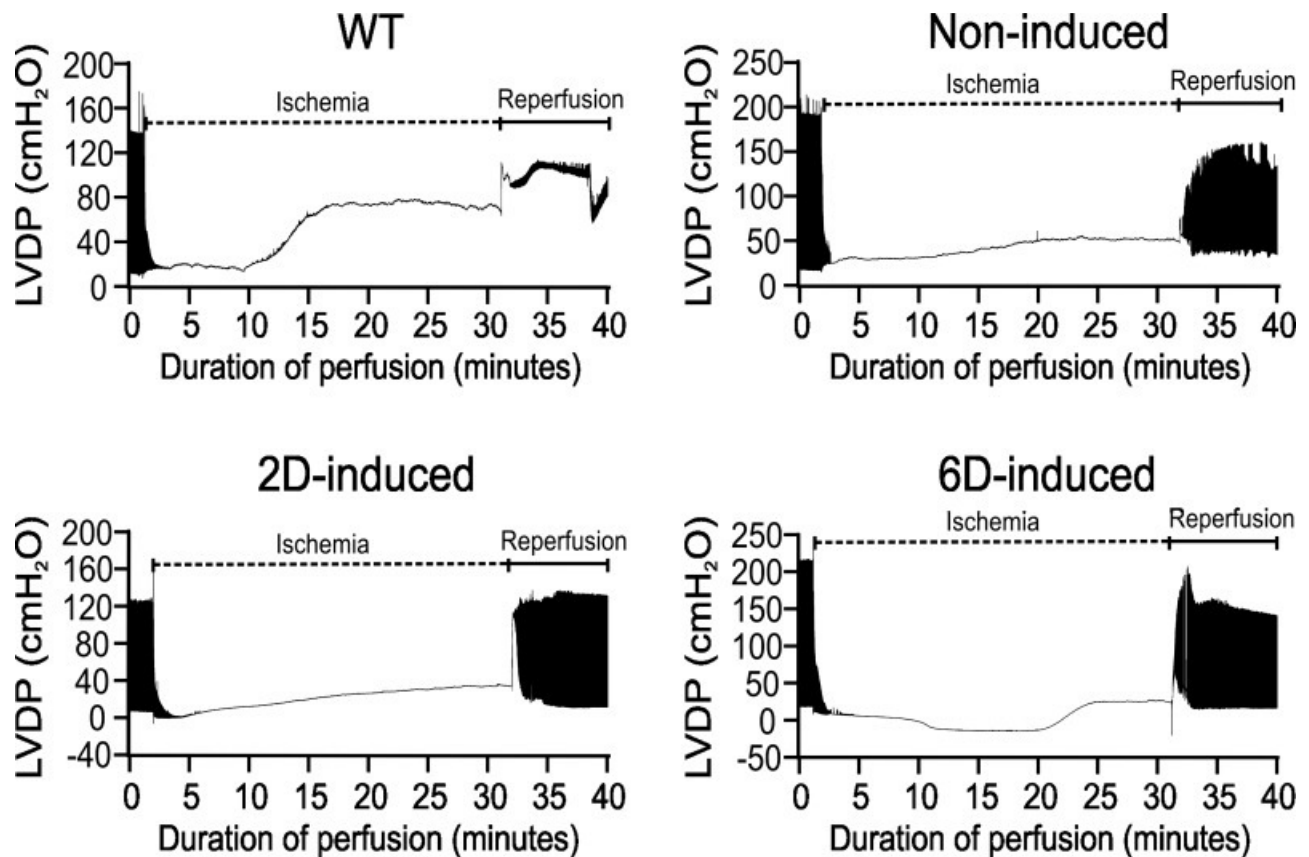 WT
LVDP (cmH₂O)
200
160
120
80
40
0
Ischemia
Reperfusion
0 5 10 15 20 25 30 35 40
Duration of perfusion (minutes)
Non-induced
LVDP (cmH₂O)
250
200
150
100
50
0
Ischemia
Reperfusion
0 5 10 15 20 25 30 35 40
Duration of perfusion (minutes)
2D-induced
LVDP (cmH₂O)
200
160
120
80
40
0
-40
Ischemia
Reperfusion
0 5 10 15 20 25 30 35 40
Duration of perfusion (minutes)
6D-induced
LVDP (cmH₂O)
250
200
150
100
50
0
-50
Ischemia
Reperfusion
0 5 10 15 20 25 30 35 40
Duration of perfusion (minutes)